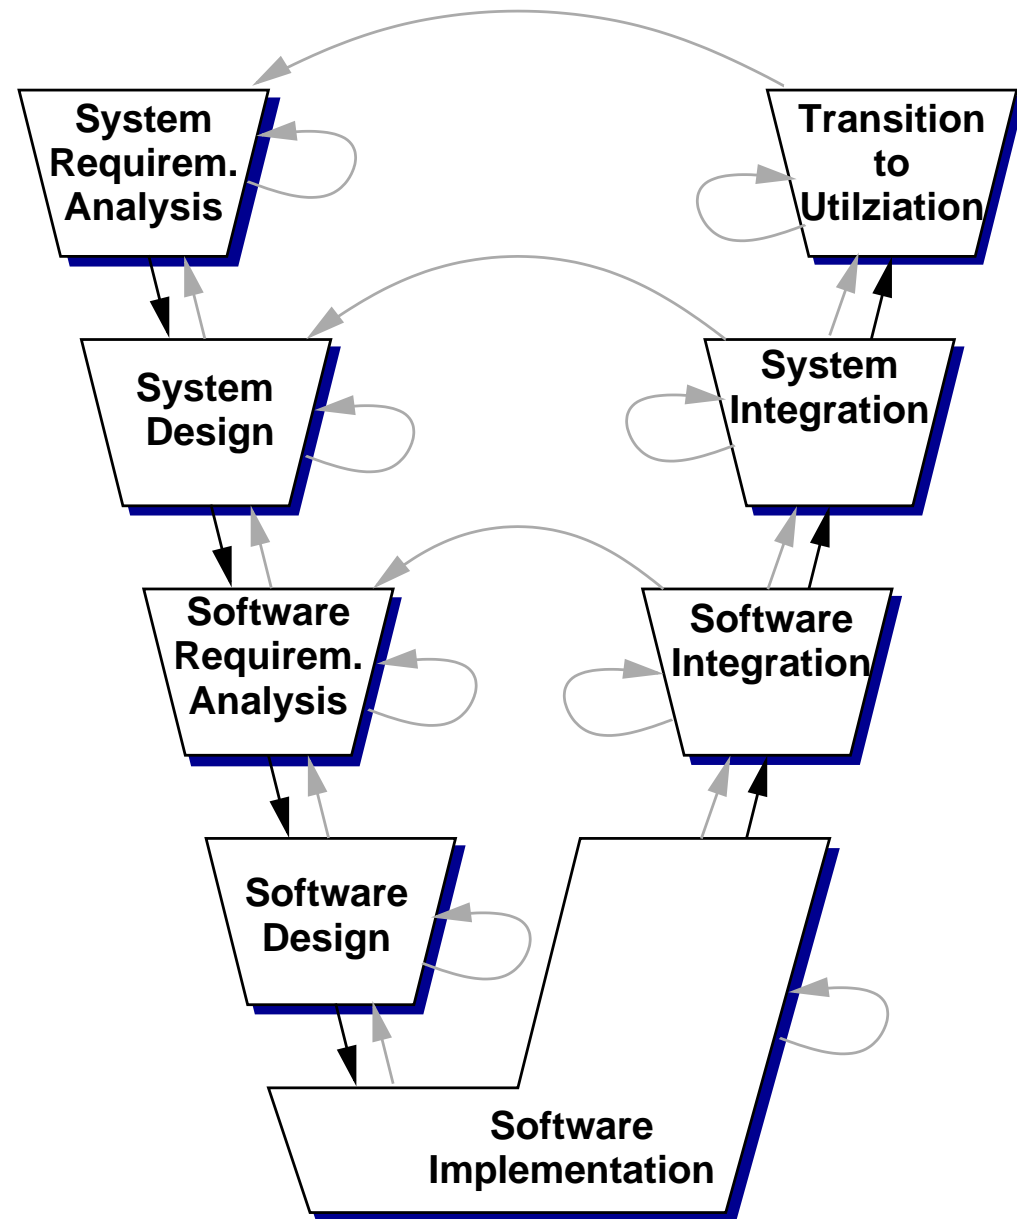 System
Requirem.
Analysis
Transition
to
Utilziation
System
Design
System
Integration
Software
Requirem.
Analysis
Software
Integration
Software
Design
Software
Implementation